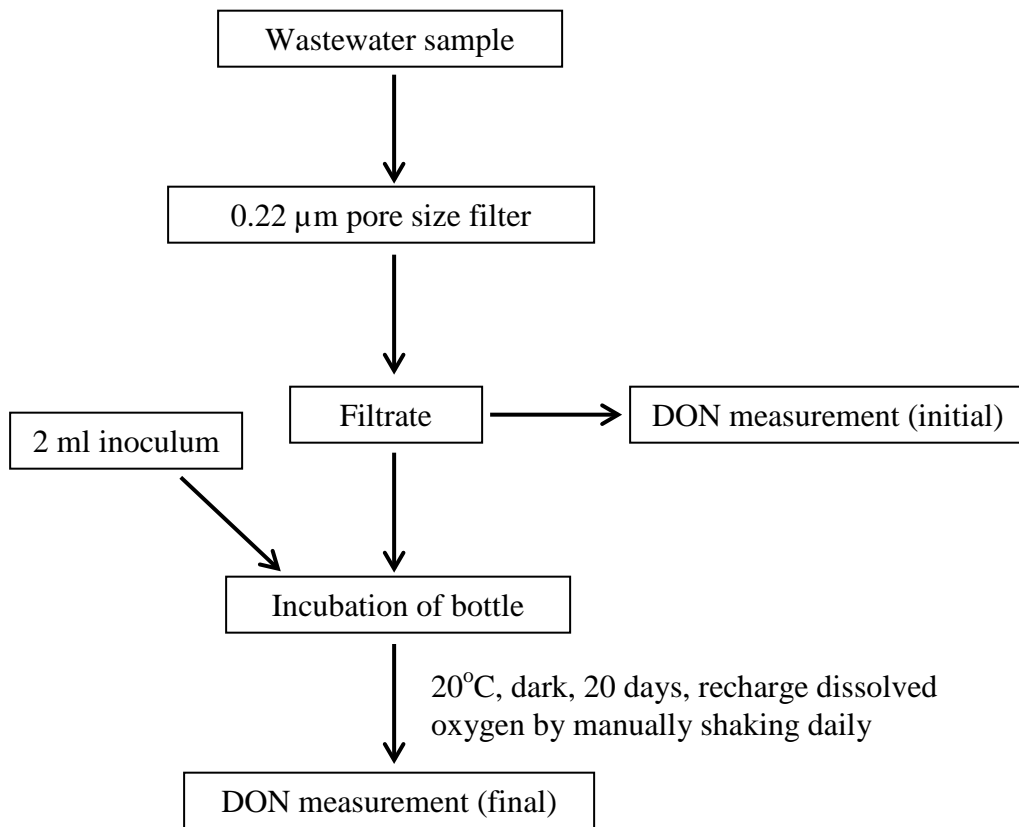 Wastewater sample
0.22 µm pore size filter
Filtrate
DON measurement (initial)
2 ml inoculum
Incubation of bottle
20°C, dark, 20 days, recharge dissolved
oxygen by manually shaking daily
DON measurement (final)